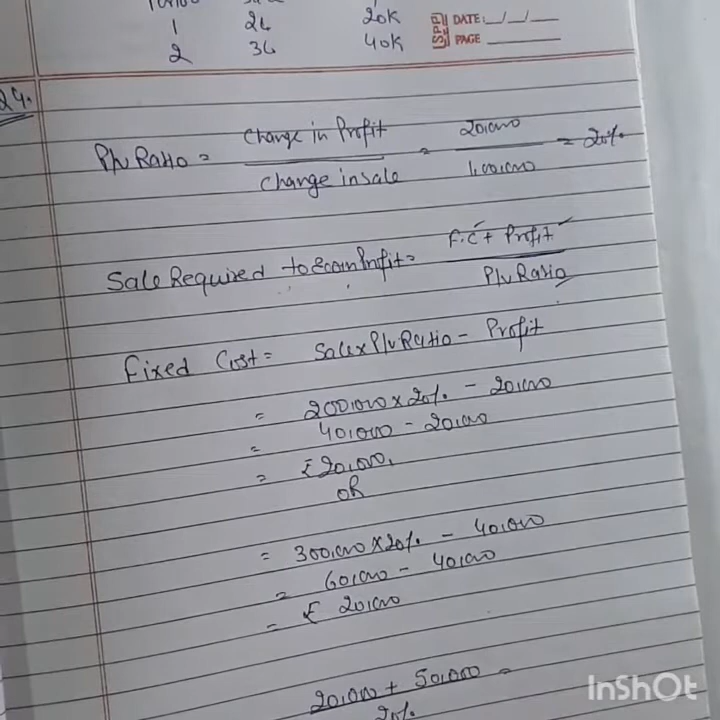 1 2L 20K
2 3L 40K
DATE:
PAGE
24.
P/V Ratio = Change in Profit / Change in sale = 20,000 / 1,00,000 = 20%
Sale Required to Earn Profit = F.C + Profit / P/V Ratio
Fixed Cost = Sale x P/V Ratio - Profit
= 200,000 x 20% - 20,000
= 40,000 - 20,000
= ₹ 20,000.
OR
= 300,000 x 20% - 40,000
= 60,000 - 40,000
= ₹ 20,000
20,000 + 50,000 / 20% =
InShOt